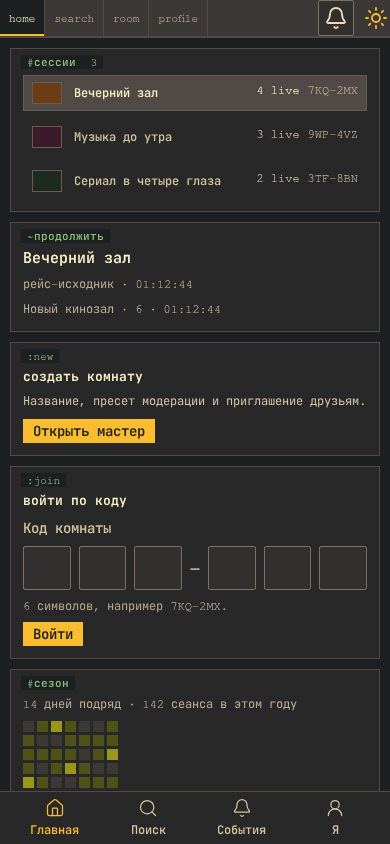 home search room profile
#сессии 3
Вечерний зал 4 live 7KQ-2MX
Музыка до утра 3 live 9WP-4VZ
Сериал в четыре глаза 2 live 3TF-8BN
~продолжить
Вечерний зал
рейс-исходник · 01:12:44
Новый кинозал · 6 · 01:12:44
:new
создать комнату
Название, пресет модерации и приглашение друзьям.
Открыть мастер
:join
войти по коду
Код комнаты
–
6 символов, например 7KQ-2MX.
Войти
#сезон
14 дней подряд · 142 сеанса в этом году
Главная Поиск События Я